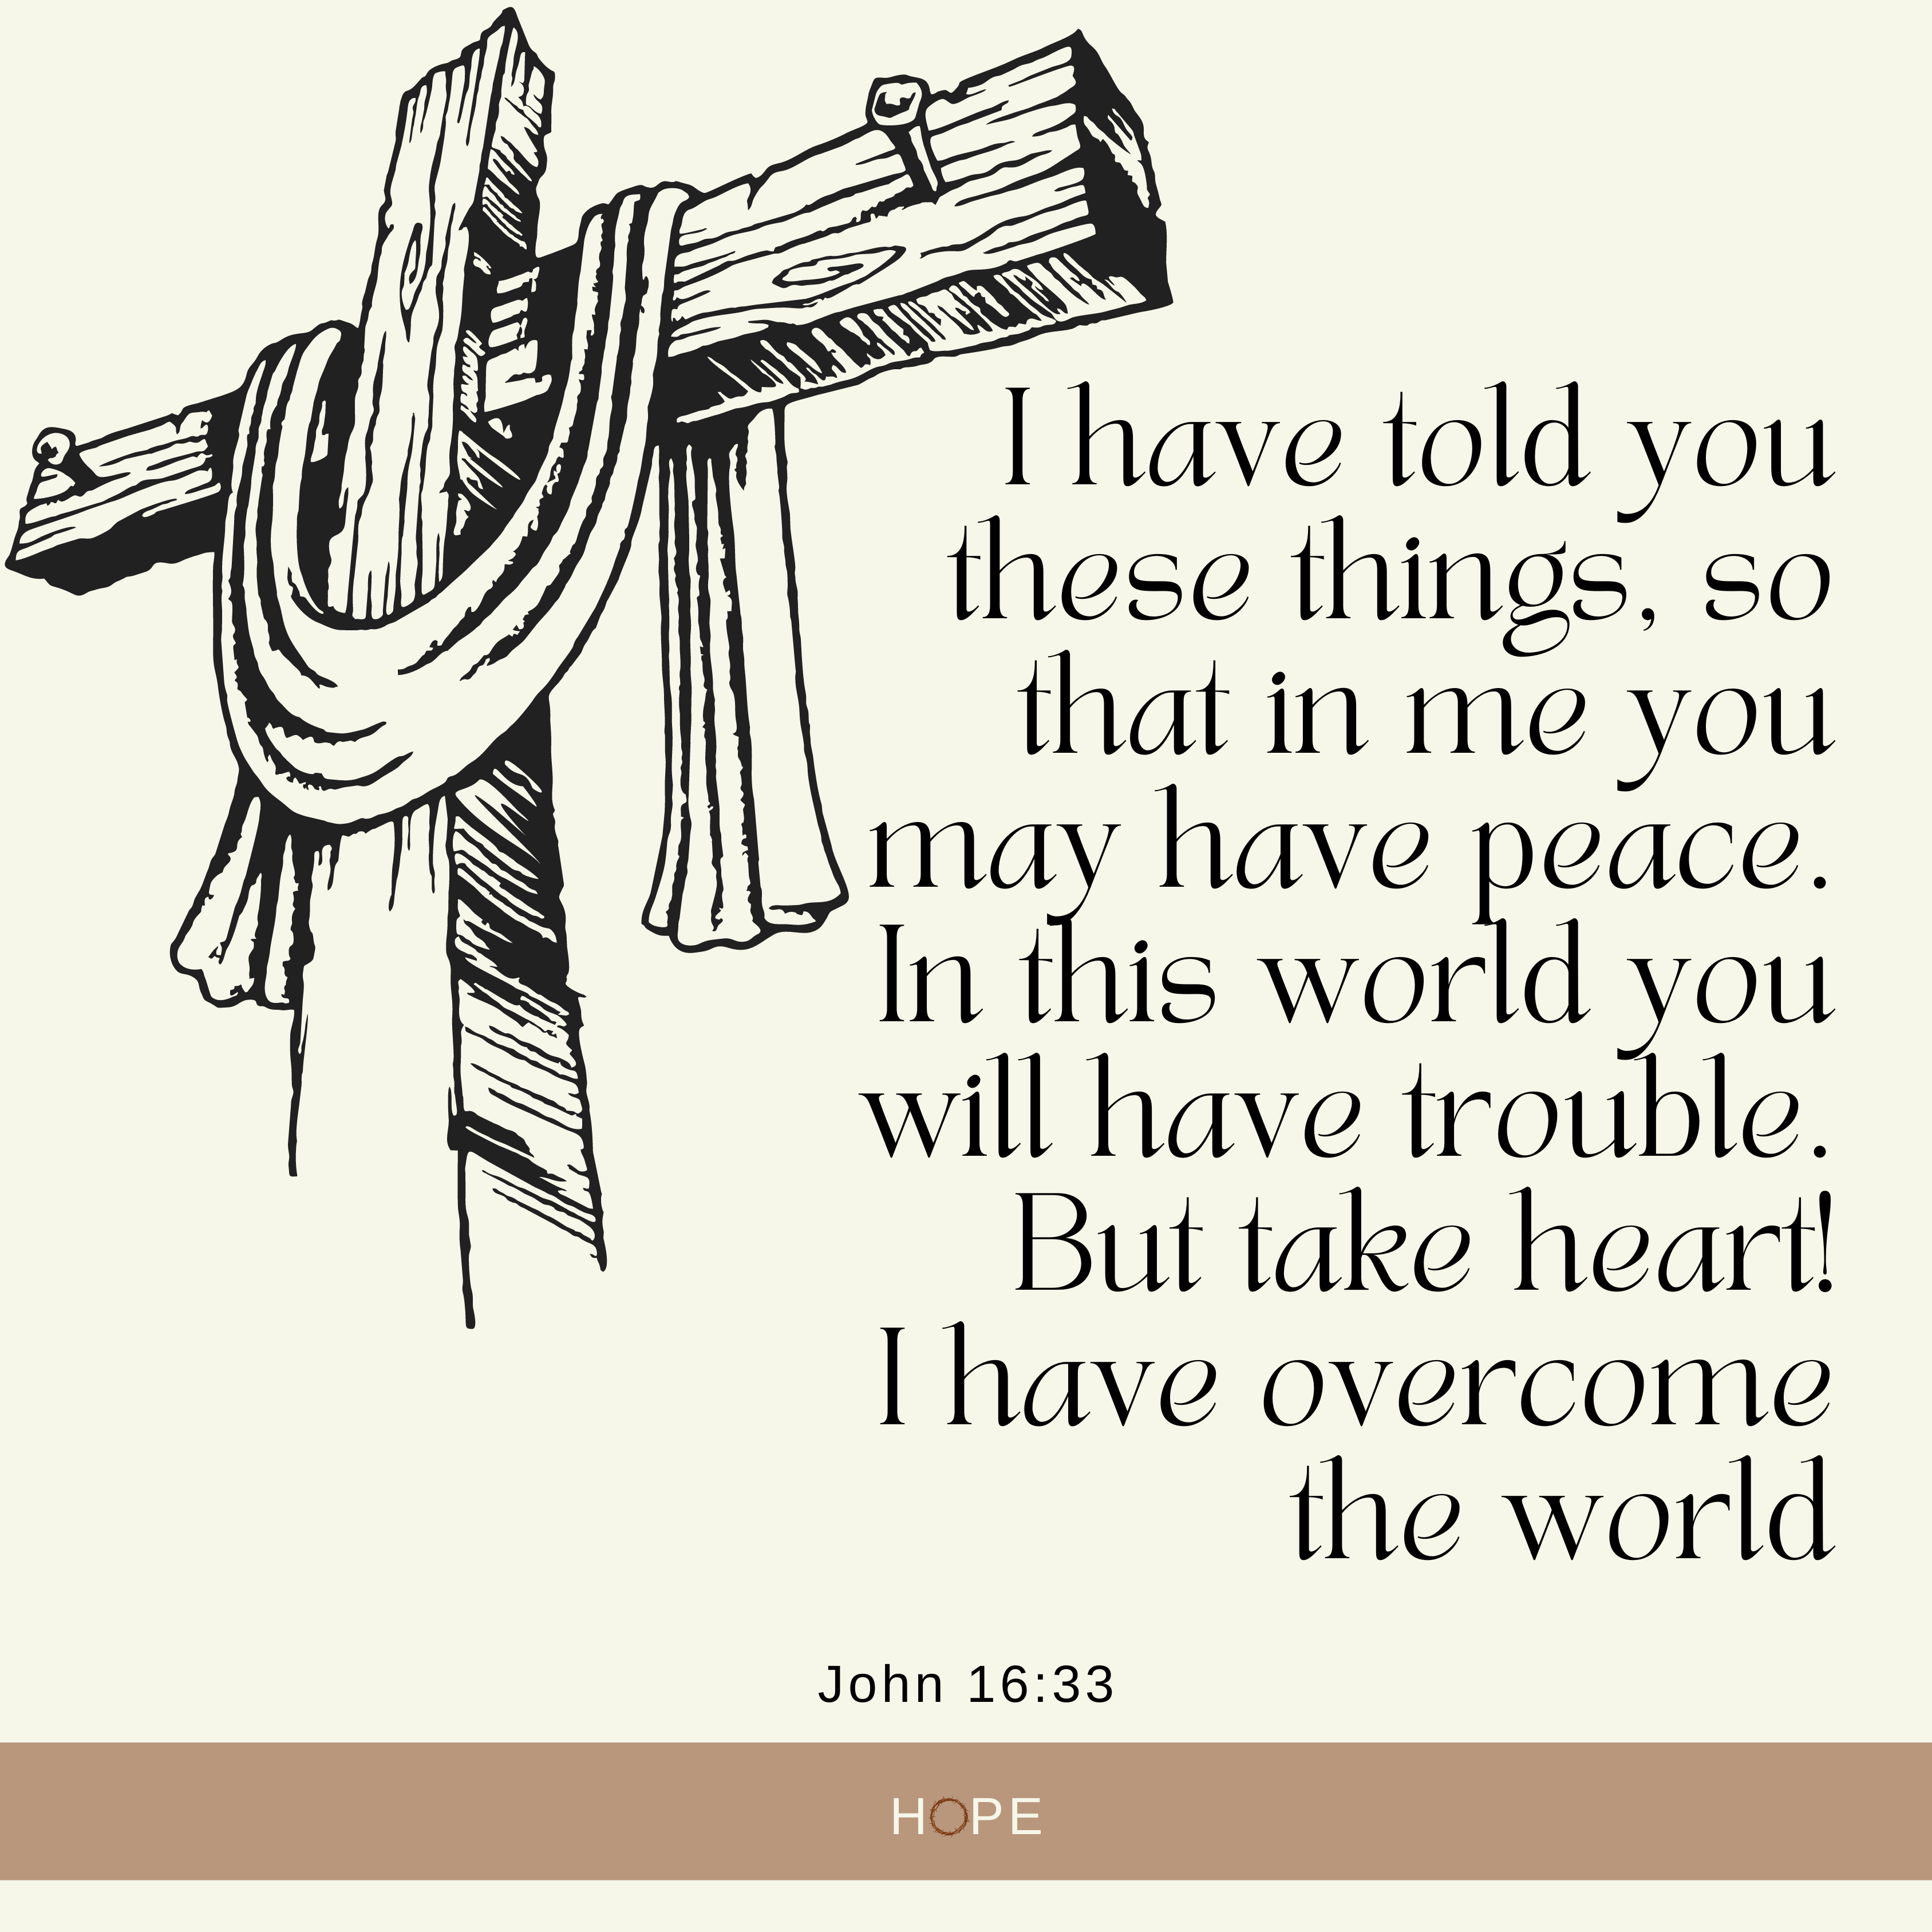 I have told you
these things, so
that in me you
may have peace.
In this world you
will have trouble.
But take heart!
I have overcome
the world
John 16:33
HOPE